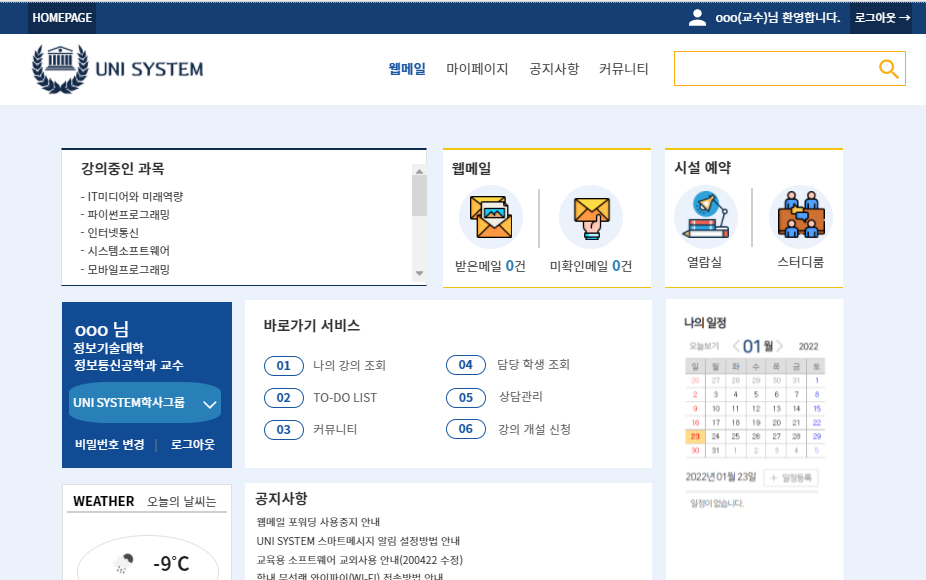 HOMEPAGE
ooo(교수)님 환영합니다.
로그아웃 →
UNI SYSTEM
웹메일 마이페이지 공지사항 커뮤니티
강의중인 과목
- IT미디어와 미래역량
- 파이썬프로그래밍
- 인터넷통신
- 시스템소프트웨어
- 모바일프로그래밍
웹메일
받은메일 0건 미확인메일 0건
시설 예약
열람실 스터디룸
ooo 님
정보기술대학
정보통신공학과 교수
UNI SYSTEM학사그룹
비밀번호 변경 | 로그아웃
바로가기 서비스
01 나의 강의 조회
02 TO-DO LIST
03 커뮤니티
04 담당 학생 조회
05 상담관리
06 강의 개설 신청
나의 일정
오늘보기 < 01월 > 2022
일 월 화 수 목 금 토
26 27 28 29 30 31 1
2 3 4 5 6 7 8
9 10 11 12 13 14 15
16 17 18 19 20 21 22
23 24 25 26 27 28 29
30 31 1 2 3 4 5
2022년 01월 23일 + 일정등록
일정이 없습니다.
WEATHER 오늘의 날씨는
-9°C
공지사항
웹메일 포워딩 사용중지 안내
UNI SYSTEM 스마트메시지 알림 설정방법 안내
교육용 소프트웨어 교외사용 안내(200422 수정)
학내 무선랜 와이파이(WI-FI) 접속방법 안내